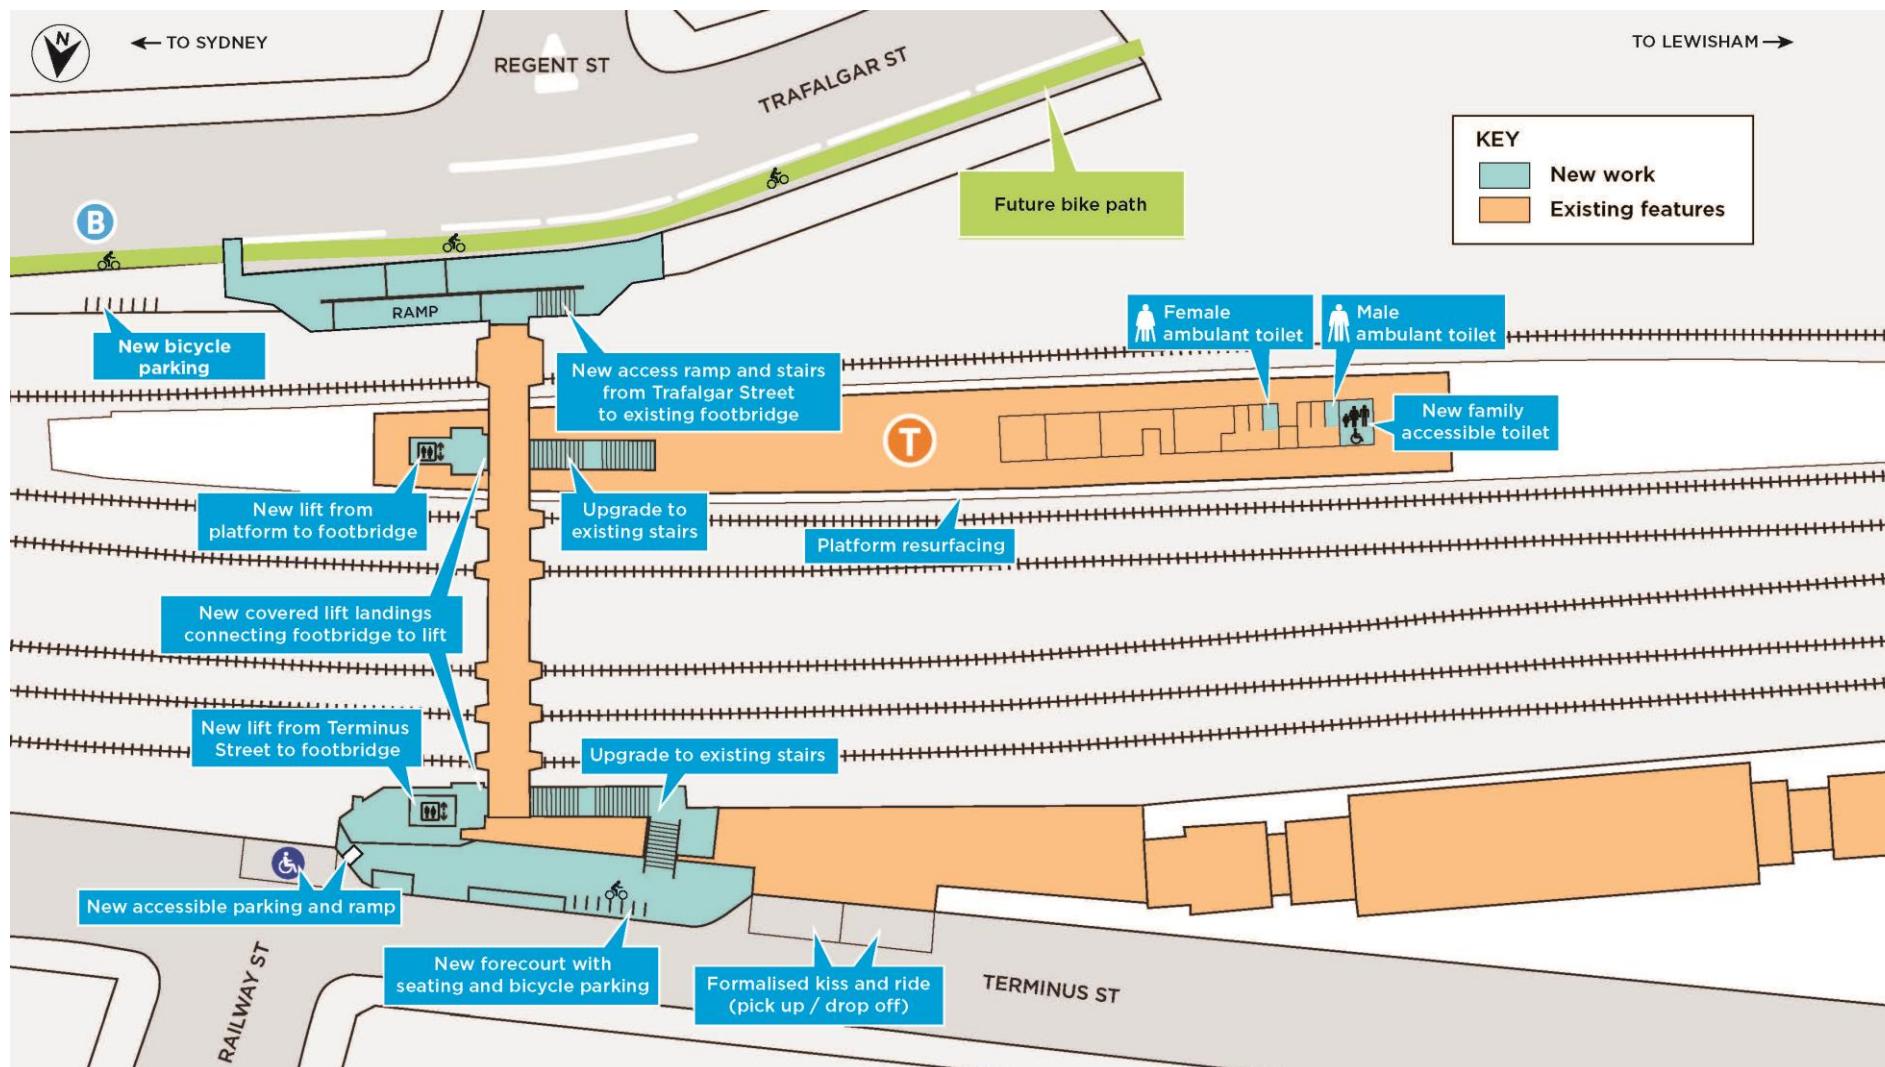 N
← TO SYDNEY
TO LEWISHAM →
REGENT ST
TRAFALGAR ST
KEY
New work
Existing features
Future bike path
B
RAMP
New bicycle
parking
New access ramp and stairs
from Trafalgar Street
to existing footbridge
Female
ambulant toilet
Male
ambulant toilet
New family
accessible toilet
T
New lift from
platform to footbridge
Upgrade to
existing stairs
Platform resurfacing
New covered lift landings
connecting footbridge to lift
New lift from Terminus
Street to footbridge
Upgrade to existing stairs
New accessible parking and ramp
New forecourt with
seating and bicycle parking
Formalised kiss and ride
(pick up / drop off)
TERMINUS ST
RAILWAY ST